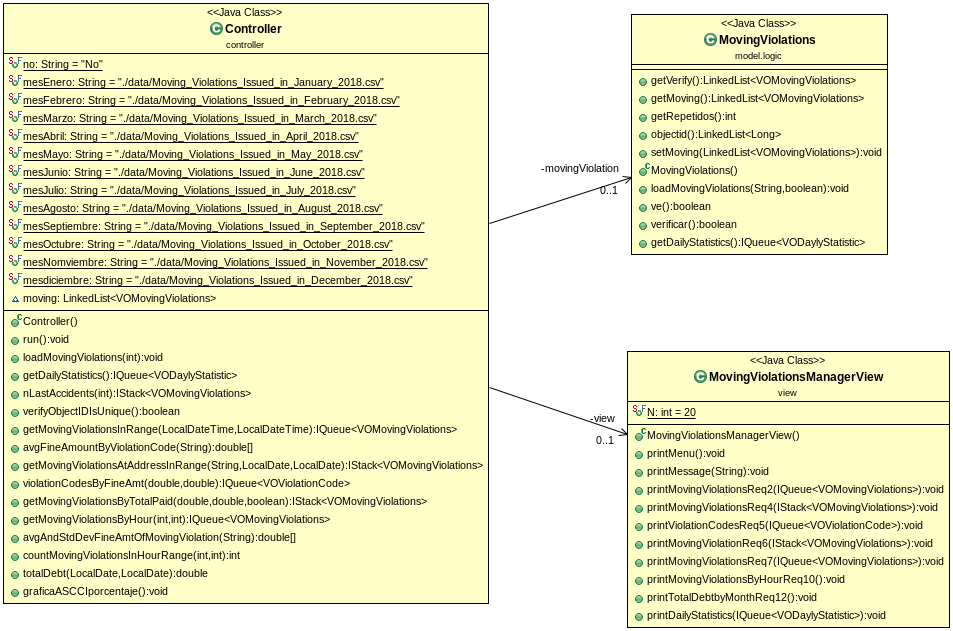 <<Java Class>>
Controller
controller
no: String = "No"
mesEnero: String = "./data/Moving_Violations_Issued_in_January_2018.csv"
mesFebrero: String = "./data/Moving_Violations_Issued_in_February_2018.csv"
mesMarzo: String = "./data/Moving_Violations_Issued_in_March_2018.csv"
mesAbril: String = "./data/Moving_Violations_Issued_in_April_2018.csv"
mesMayo: String = "./data/Moving_Violations_Issued_in_May_2018.csv"
mesJunio: String = "./data/Moving_Violations_Issued_in_June_2018.csv"
mesJulio: String = "./data/Moving_Violations_Issued_in_July_2018.csv"
mesAgosto: String = "./data/Moving_Violations_Issued_in_August_2018.csv"
mesSeptiembre: String = "./data/Moving_Violations_Issued_in_September_2018.csv"
mesOctubre: String = "./data/Moving_Violations_Issued_in_October_2018.csv"
mesNomviembre: String = "./data/Moving_Violations_Issued_in_November_2018.csv"
mesdiciembre: String = "./data/Moving_Violations_Issued_in_December_2018.csv"
moving: LinkedList<VOMovingViolations>
Controller()
run():void
loadMovingViolations(int):void
getDailyStatistics():IQueue<VODaylyStatistic>
nLastAccidents(int):IStack<VOMovingViolations>
verifyObjectIDIsUnique():boolean
getMovingViolationsInRange(LocalDateTime,LocalDateTime):IQueue<VOMovingViolations>
avgFineAmountByViolationCode(String):double[]
getMovingViolationsAtAddressInRange(String,LocalDate,LocalDate):IStack<VOMovingViolations>
violationCodesByFineAmt(double,double):IQueue<VOViolationCode>
getMovingViolationsByTotalPaid(double,double,boolean):IStack<VOMovingViolations>
getMovingViolationsByHour(int,int):IQueue<VOMovingViolations>
avgAndStdDevFineAmtOfMovingViolation(String):double[]
countMovingViolationsInHourRange(int,int):int
totalDebt(LocalDate,LocalDate):double
graficaASCCIporcentaje():void
-movingViolation
0..1
<<Java Class>>
MovingViolations
model.logic
getVerify():LinkedList<VOMovingViolations>
getMoving():LinkedList<VOMovingViolations>
getRepetidos():int
objectid():LinkedList<Long>
setMoving(LinkedList<VOMovingViolations>):void
MovingViolations()
loadMovingViolations(String,boolean):void
ve():boolean
verificar():boolean
getDailyStatistics():IQueue<VODaylyStatistic>
-view
0..1
<<Java Class>>
MovingViolationsManagerView
view
N: int = 20
MovingViolationsManagerView()
printMenu():void
printMessage(String):void
printMovingViolationsReq2(IQueue<VOMovingViolations>):void
printMovingViolationsReq4(IStack<VOMovingViolations>):void
printViolationCodesReq5(IQueue<VOViolationCode>):void
printMovingViolationReq6(IStack<VOMovingViolations>):void
printMovingViolationsReq7(IQueue<VOMovingViolations>):void
printMovingViolationsByHourReq10():void
printTotalDebtbyMonthReq12():void
printDailyStatistics(IQueue<VODaylyStatistic>):void